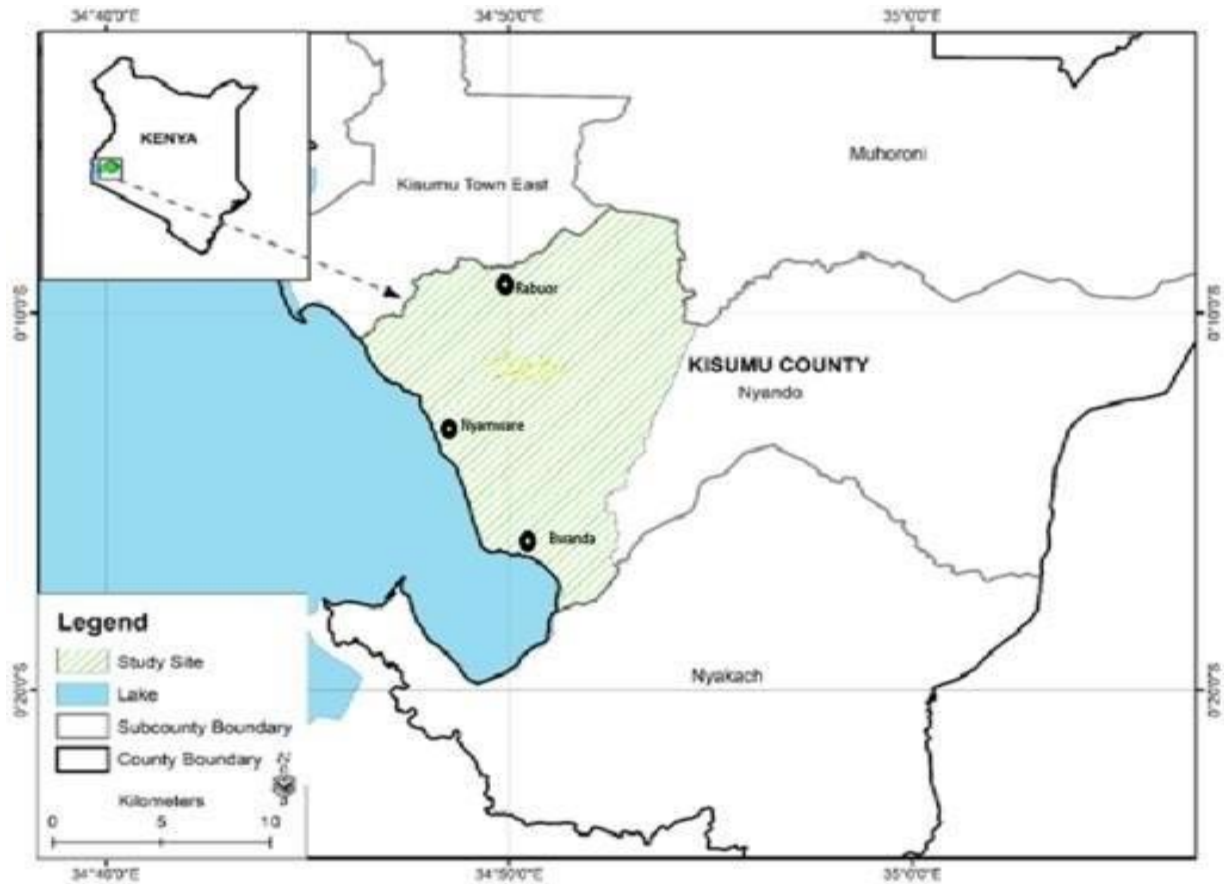 34°40'0"E 34°50'0"E 35°0'0"E
KENYA
Muhoroni
Kisumu Town East
Rabuor
0°10'0"S 0°10'0"S
KISUMU COUNTY
Nyando
Nyamware
Bwanda
Legend
Study Site
Lake
Subcounty Boundary
County Boundary
Nyakach
0°20'0"S 0°20'0"S
Kilometers
0 5 10
34°40'0"E 34°50'0"E 35°0'0"E